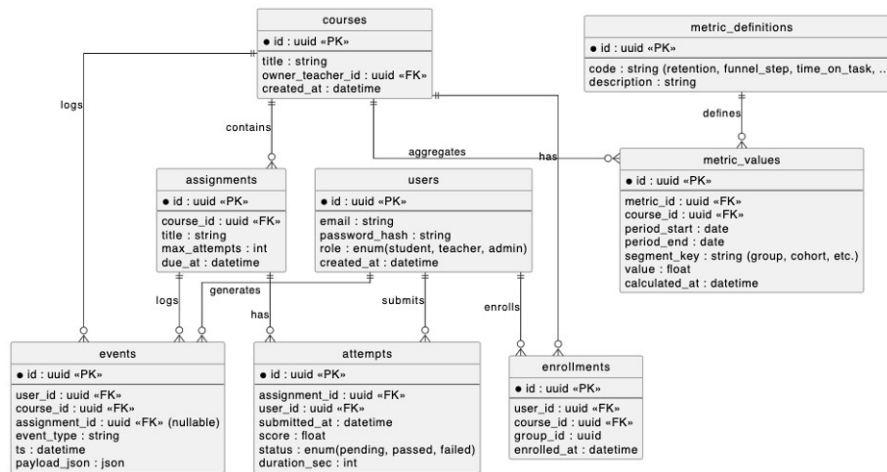 courses
● id : uuid «PK»
title : string
owner_teacher_id : uuid «FK»
created_at : datetime
metric_definitions
● id : uuid «PK»
code : string (retention, funnel_step, time_on_task, ...
description : string
logs
contains
aggregates
has
defines
assignments
● id : uuid «PK»
course_id : uuid «FK»
title : string
max_attempts : int
due_at : datetime
users
● id : uuid «PK»
email : string
password_hash : string
role : enum(student, teacher, admin)
created_at : datetime
metric_values
● id : uuid «PK»
metric_id : uuid «FK»
course_id : uuid «FK»
period_start : date
period_end : date
segment_key : string (group, cohort, etc.)
value : float
calculated_at : datetime
logs
generates
has
submits
enrolls
events
● id : uuid «PK»
user_id : uuid «FK»
course_id : uuid «FK»
assignment_id : uuid «FK» (nullable)
event_type : string
ts : datetime
payload_json : json
attempts
● id : uuid «PK»
assignment_id : uuid «FK»
user_id : uuid «FK»
submitted_at : datetime
score : float
status : enum(pending, passed, failed)
duration_sec : int
enrollments
● id : uuid «PK»
user_id : uuid «FK»
course_id : uuid «FK»
group_id : uuid
enrolled_at : datetime